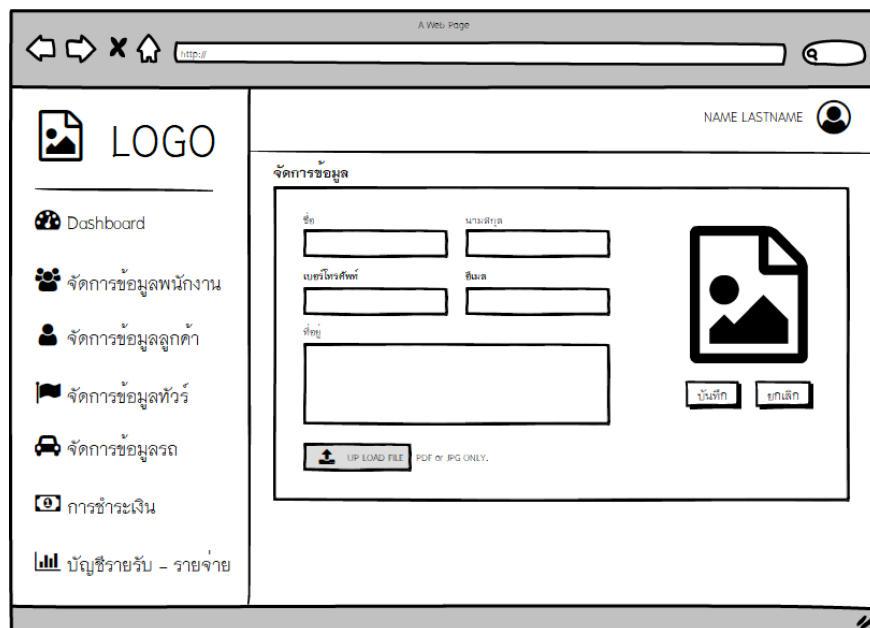 A Web Page
http://
LOGO
NAME LASTNAME
จัดการข้อมูล
Dashboard
จัดการข้อมูลพนักงาน
จัดการข้อมูลลูกค้า
จัดการข้อมูลทัวร์
จัดการข้อมูลรถ
การชำระเงิน
บัญชีรายรับ – รายจ่าย
ชื่อ
นามสกุล
เบอร์โทรศัพท์
อีเมล
ที่อยู่
UP LOAD FILE
PDF or JPG ONLY.
บันทึก
ยกเลิก